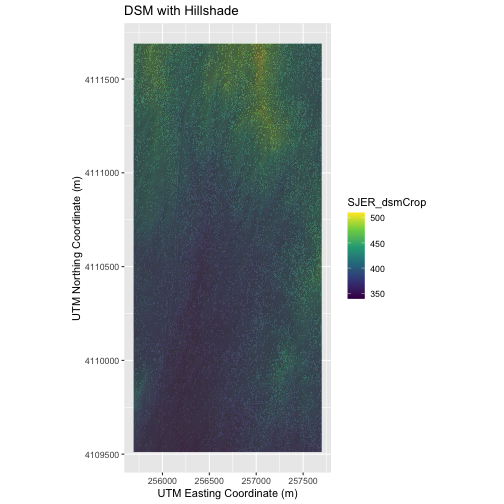 DSM with Hillshade
UTM Northing Coordinate (m)
4111500
4111000
4110500
4110000
4109500
256000 256500 257000 257500
UTM Easting Coordinate (m)
SJER_dsmCrop
500
450
400
350